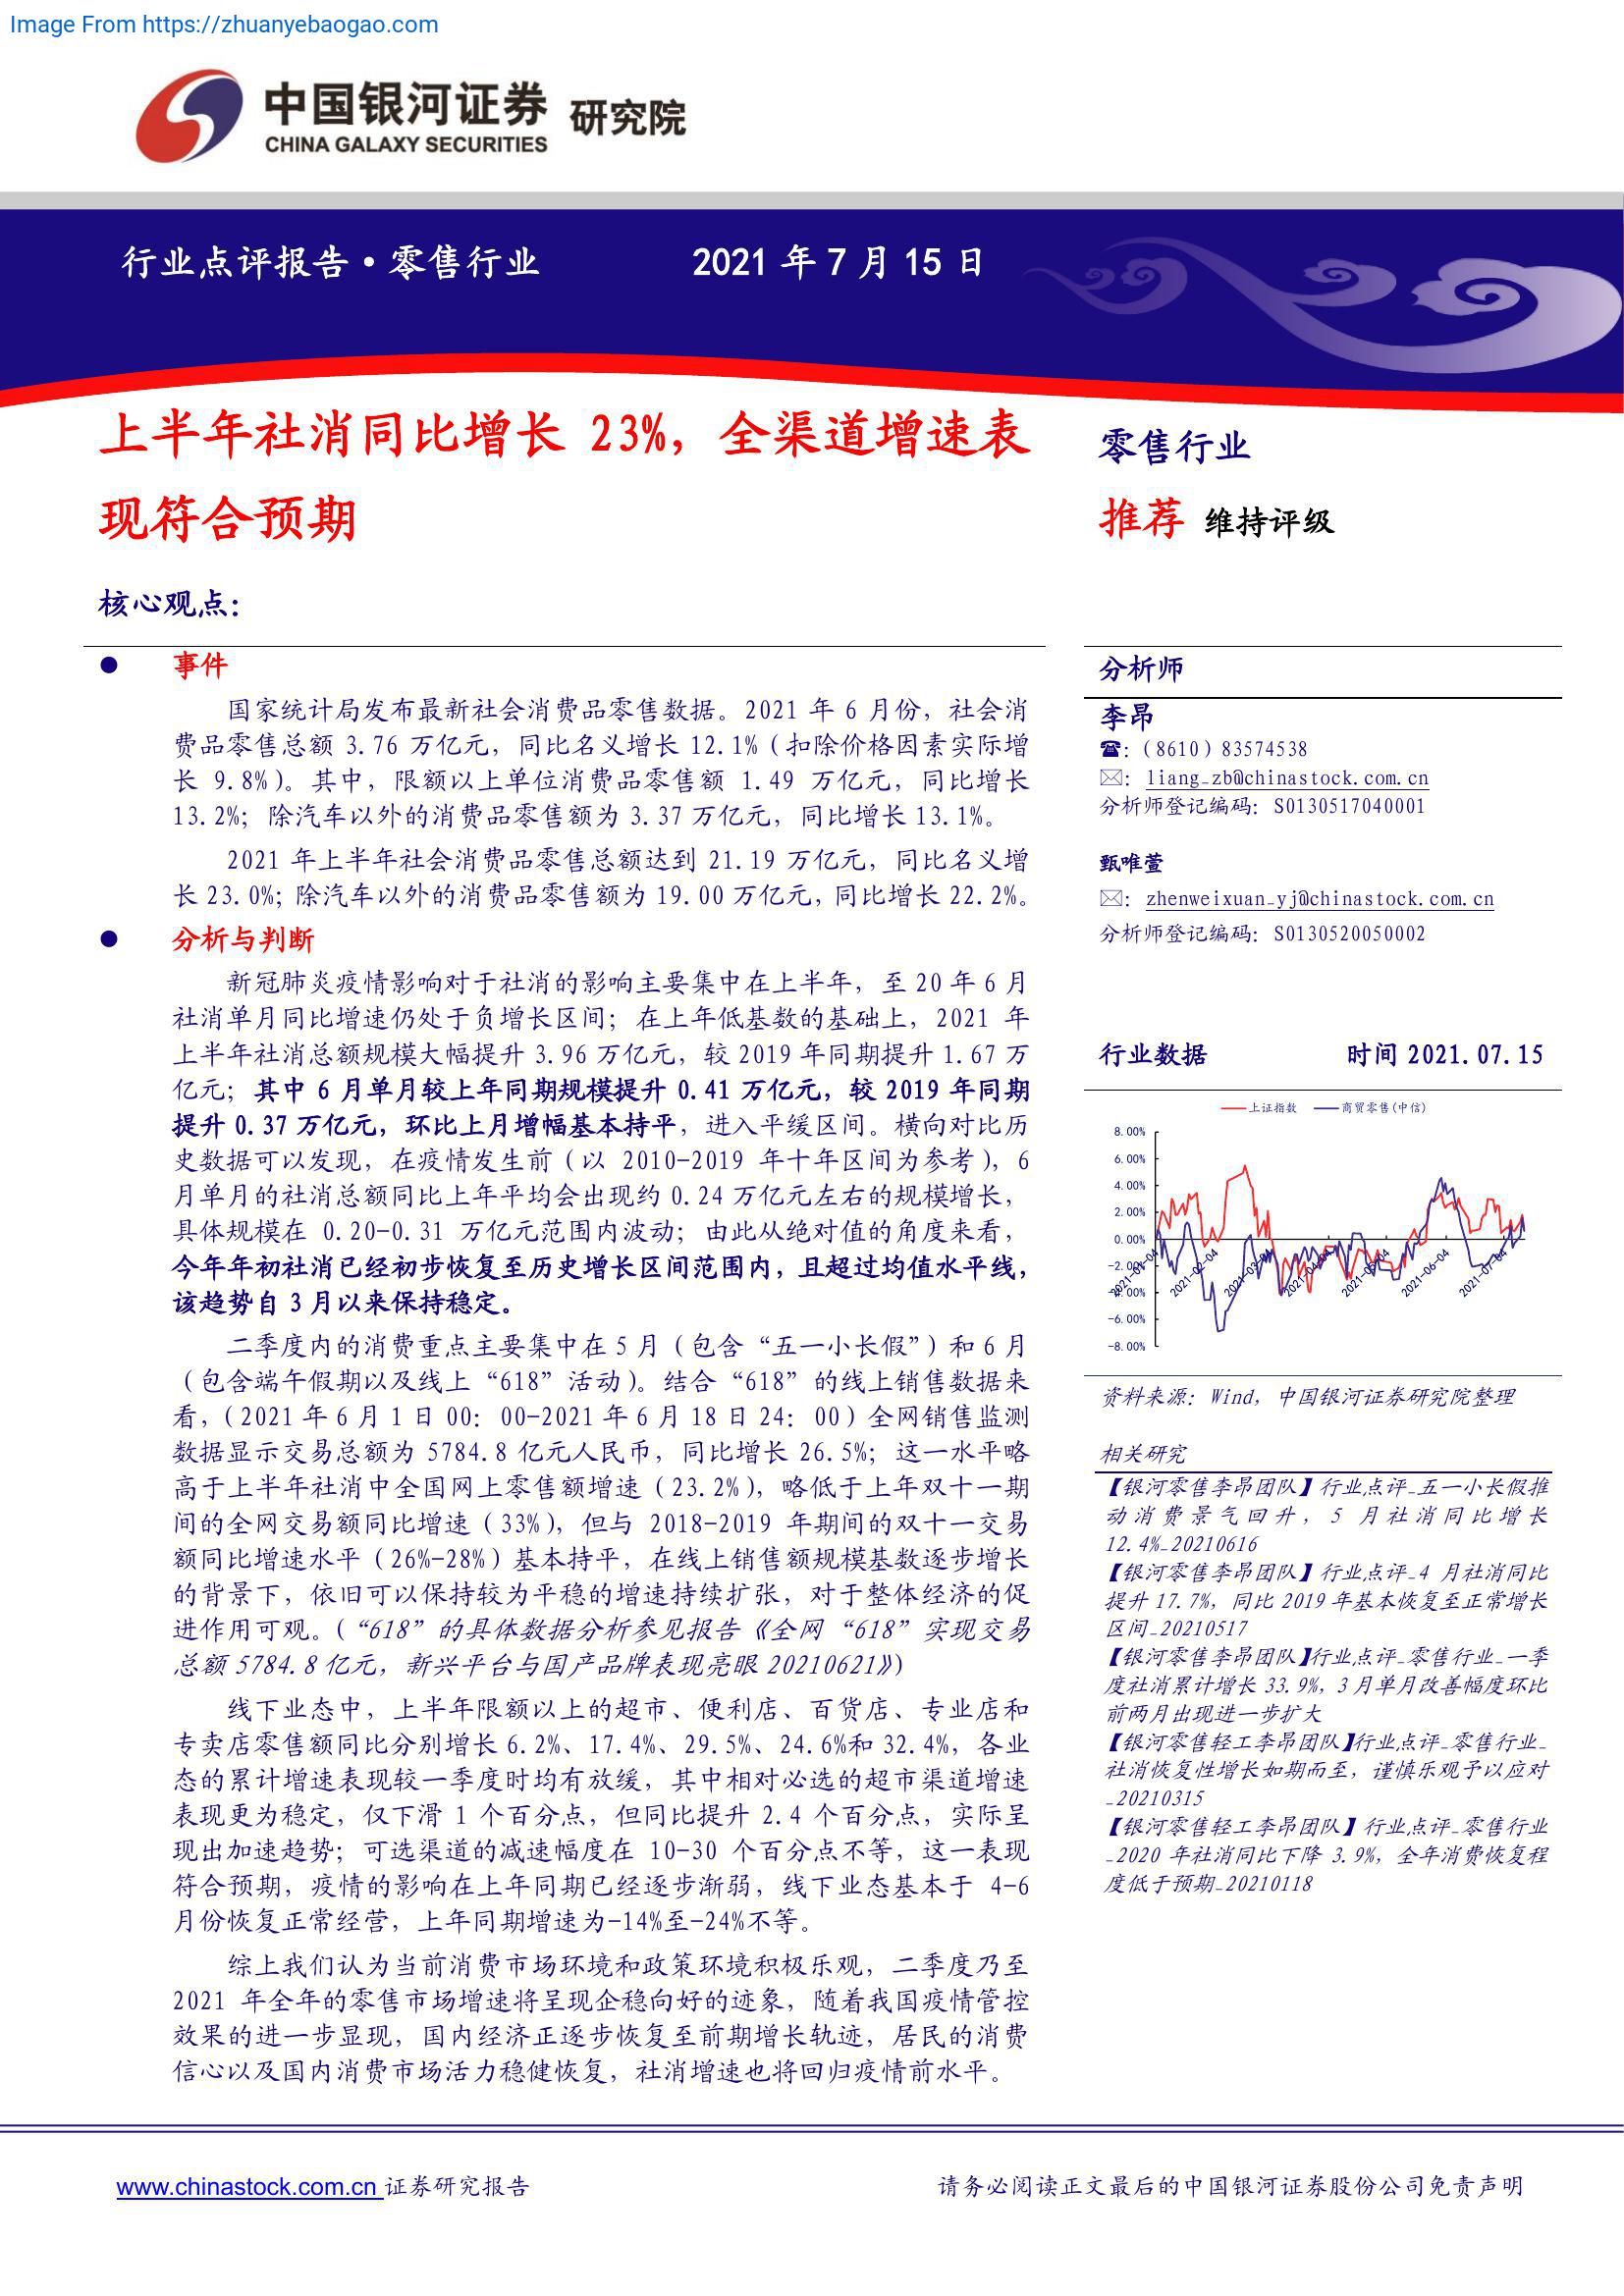 Image From https://zhuanyebaogao.com
中国银河证券 研究院
CHINA GALAXY SECURITIES
行业点评报告·零售行业 2021 年 7 月 15 日
上半年社消同比增长 23%，全渠道增速表
现符合预期
核心观点：
● 事件
国家统计局发布最新社会消费品零售数据。2021 年 6 月份，社会消
费品零售总额 3.76 万亿元，同比名义增长 12.1%（扣除价格因素实际增
长 9.8%）。其中，限额以上单位消费品零售额 1.49 万亿元，同比增长
13.2%；除汽车以外的消费品零售额为 3.37 万亿元，同比增长 13.1%。
2021 年上半年社会消费品零售总额达到 21.19 万亿元，同比名义增
长 23.0%；除汽车以外的消费品零售额为 19.00 万亿元，同比增长 22.2%。
● 分析与判断
新冠肺炎疫情影响对于社消的影响主要集中在上半年，至 20 年 6 月
社消单月同比增速仍处于负增长区间；在上年低基数的基础上，2021 年
上半年社消总额规模大幅提升 3.96 万亿元，较 2019 年同期提升 1.67 万
亿元；其中 6 月单月较上年同期规模提升 0.41 万亿元，较 2019 年同期
提升 0.37 万亿元，环比上月增幅基本持平，进入平缓区间。横向对比历
史数据可以发现，在疫情发生前（以 2010-2019 年十年区间为参考），6
月单月的社消总额同比上年平均会出现约 0.24 万亿元左右的规模增长，
具体规模在 0.20-0.31 万亿元范围内波动；由此从绝对值的角度来看，
今年年初社消已经初步恢复至历史增长区间范围内，且超过均值水平线，
该趋势自 3 月以来保持稳定。
二季度内的消费重点主要集中在 5 月（包含“五一小长假”）和 6 月
（包含端午假期以及线上“618”活动）。结合“618”的线上销售数据来
看，（2021 年 6 月 1 日 00：00-2021 年 6 月 18 日 24：00）全网销售监测
数据显示交易总额为 5784.8 亿元人民币，同比增长 26.5%；这一水平略
高于上半年社消中全国网上零售额增速（23.2%），略低于上年双十一期
间的全网交易额同比增速（33%），但与 2018-2019 年期间的双十一交易
额同比增速水平（26%-28%）基本持平，在线上销售额规模基数逐步增长
的背景下，依旧可以保持较为平稳的增速持续扩张，对于整体经济的促
进作用可观。（“618”的具体数据分析参见报告《全网“618”实现交易
总额 5784.8 亿元，新兴平台与国产品牌表现亮眼 20210621》）
线下业态中，上半年限额以上的超市、便利店、百货店、专业店和
专卖店零售额同比分别增长 6.2%、17.4%、29.5%、24.6%和 32.4%，各业
态的累计增速表现较一季度时均有放缓，其中相对必选的超市渠道增速
表现更为稳定，仅下滑 1 个百分点，但同比提升 2.4 个百分点，实际呈
现出加速趋势；可选渠道的减速幅度在 10-30 个百分点不等，这一表现
符合预期，疫情的影响在上年同期已经逐步渐弱，线下业态基本于 4-6
月份恢复正常经营，上年同期增速为-14%至-24%不等。
综上我们认为当前消费市场环境和政策环境积极乐观，二季度乃至
2021 年全年的零售市场增速将呈现企稳向好的迹象，随着我国疫情管控
效果的进一步显现，国内经济正逐步恢复至前期增长轨迹，居民的消费
信心以及国内消费市场活力稳健恢复，社消增速也将回归疫情前水平。
零售行业
推荐 维持评级
分析师
李昂
☎：（8610）83574538
✉：liang_zb@chinastock.com.cn
分析师登记编码：S0130517040001
甄唯萱
✉：zhenweixuan_yj@chinastock.com.cn
分析师登记编码：S0130520050002
行业数据 时间 2021.07.15
上证指数 商贸零售(中信)
8.00%
6.00%
4.00%
2.00%
0.00%
-2.00%
-4.00%
-6.00%
-8.00%
2021-01-04 2021-02-04 2021-03-04 2021-04-04 2021-05-04 2021-06-04 2021-07-04
资料来源：Wind，中国银河证券研究院整理
相关研究
【银河零售李昂团队】行业点评_五一小长假推
动消费景气回升，5 月社消同比增长
12.4%_20210616
【银河零售李昂团队】行业点评_4 月社消同比
提升 17.7%，同比 2019 年基本恢复至正常增长
区间_20210517
【银河零售李昂团队】行业点评_零售行业_一季
度社消累计增长 33.9%，3 月单月改善幅度环比
前两月出现进一步扩大
【银河零售轻工李昂团队】行业点评_零售行业_
社消恢复性增长如期而至，谨慎乐观予以应对
_20210315
【银河零售轻工李昂团队】行业点评_零售行业
_2020 年社消同比下降 3.9%，全年消费恢复程
度低于预期_20210118
www.chinastock.com.cn 证券研究报告
请务必阅读正文最后的中国银河证券股份公司免责声明